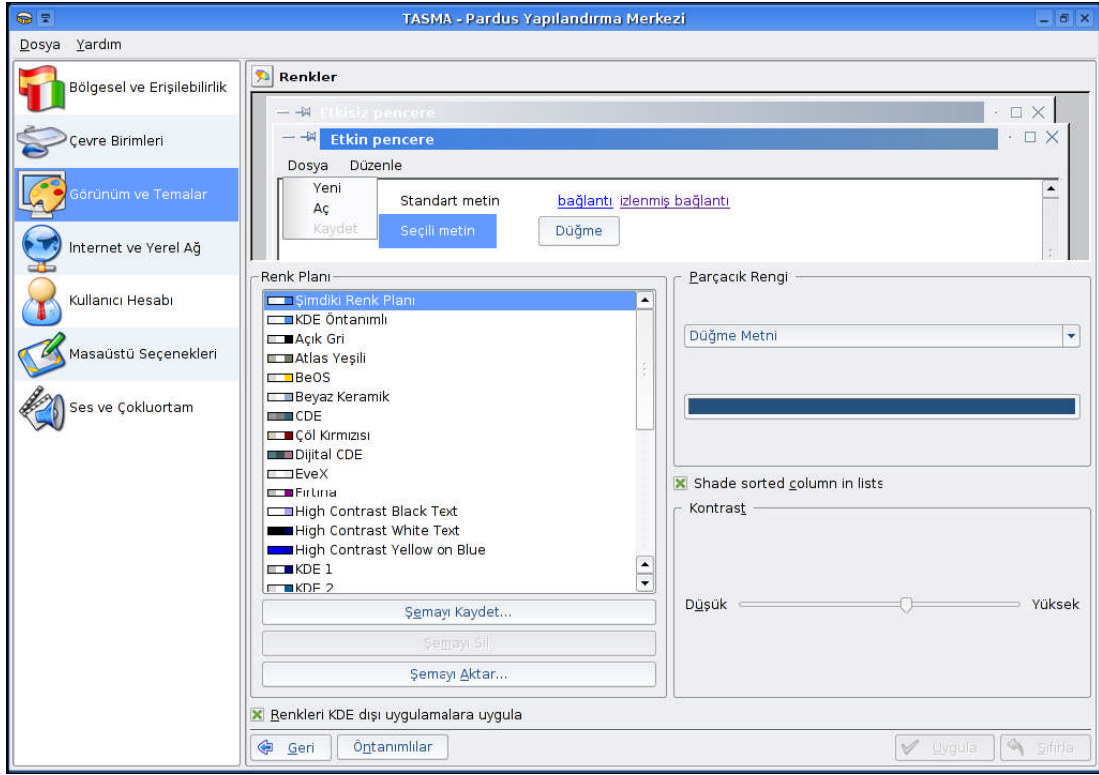 TASMA - Pardus Yapılandırma Merkezi
Dosya Yardım
Bölgesel ve Erişilebilirlik
Çevre Birimleri
Görünüm ve Temalar
İnternet ve Yerel Ağ
Kullanıcı Hesabı
Masaüstü Seçenekleri
Ses ve Çokluortam
Renkler
Etkisiz pencere
Etkin pencere
Dosya Düzenle
Yeni
Aç
Kaydet
Standart metin bağlantı izlenmiş bağlantı
Seçili metin Düğme
Renk Planı
Şimdiki Renk Planı
KDE Öntanımlı
Açık Gri
Atlas Yeşili
BeOS
Beyaz Keramik
CDE
Çöl Kırmızısı
Dijital CDE
EveX
Fırtına
High Contrast Black Text
High Contrast White Text
High Contrast Yellow on Blue
KDE 1
KDE 2
Şemayı Kaydet...
Şemayı Sil
Şemayı Aktar...
Parçacık Rengi
Düğme Metni
Shade sorted column in lists
Kontrast
Düşük Yüksek
Renkleri KDE dışı uygulamalara uygula
Geri Öntanımlılar Uygula Sıfırla